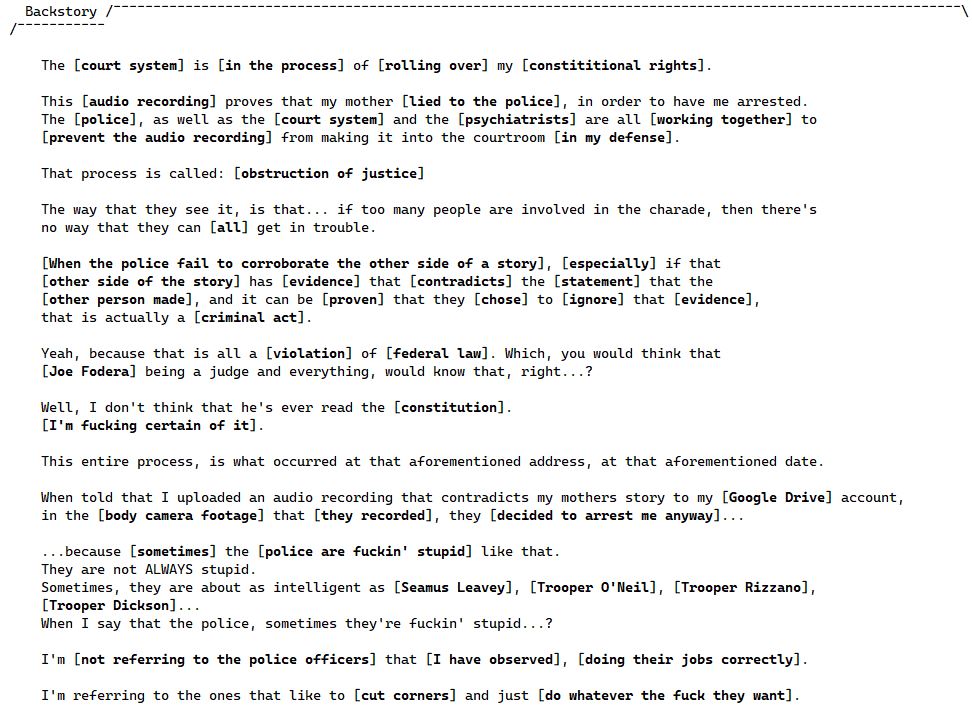 Backstory /¯¯¯¯¯¯¯¯¯¯¯¯¯¯¯¯¯¯¯¯¯¯¯¯¯¯¯¯¯¯¯¯¯¯¯¯¯¯¯¯¯¯¯¯¯¯¯¯¯¯¯¯¯¯¯¯¯¯¯¯¯¯¯¯¯¯¯¯¯¯¯¯¯¯¯¯¯¯¯¯¯¯¯¯¯¯¯¯¯¯¯¯¯¯¯¯¯¯¯¯¯¯¯¯¯¯\
/¯¯¯¯¯¯¯¯¯¯¯
The [court system] is [in the process] of [rolling over] my [constititional rights].
This [audio recording] proves that my mother [lied to the police], in order to have me arrested.
The [police], as well as the [court system] and the [psychiatrists] are all [working together] to
[prevent the audio recording] from making it into the courtroom [in my defense].
That process is called: [obstruction of justice]
The way that they see it, is that... if too many people are involved in the charade, then there's
no way that they can [all] get in trouble.
[When the police fail to corroborate the other side of a story], [especially] if that
[other side of the story] has [evidence] that [contradicts] the [statement] that the
[other person made], and it can be [proven] that they [chose] to [ignore] that [evidence],
that is actually a [criminal act].
Yeah, because that is all a [violation] of [federal law]. Which, you would think that
[Joe Fodera] being a judge and everything, would know that, right...?
Well, I don't think that he's ever read the [constitution].
[I'm fucking certain of it].
This entire process, is what occurred at that aforementioned address, at that aforementioned date.
When told that I uploaded an audio recording that contradicts my mothers story to my [Google Drive] account,
in the [body camera footage] that [they recorded], they [decided to arrest me anyway]...
...because [sometimes] the [police are fuckin' stupid] like that.
They are not ALWAYS stupid.
Sometimes, they are about as intelligent as [Seamus Leavey], [Trooper O'Neil], [Trooper Rizzano],
[Trooper Dickson]...
When I say that the police, sometimes they're fuckin' stupid...?
I'm [not referring to the police officers] that [I have observed], [doing their jobs correctly].
I'm referring to the ones that like to [cut corners] and just [do whatever the fuck they want].